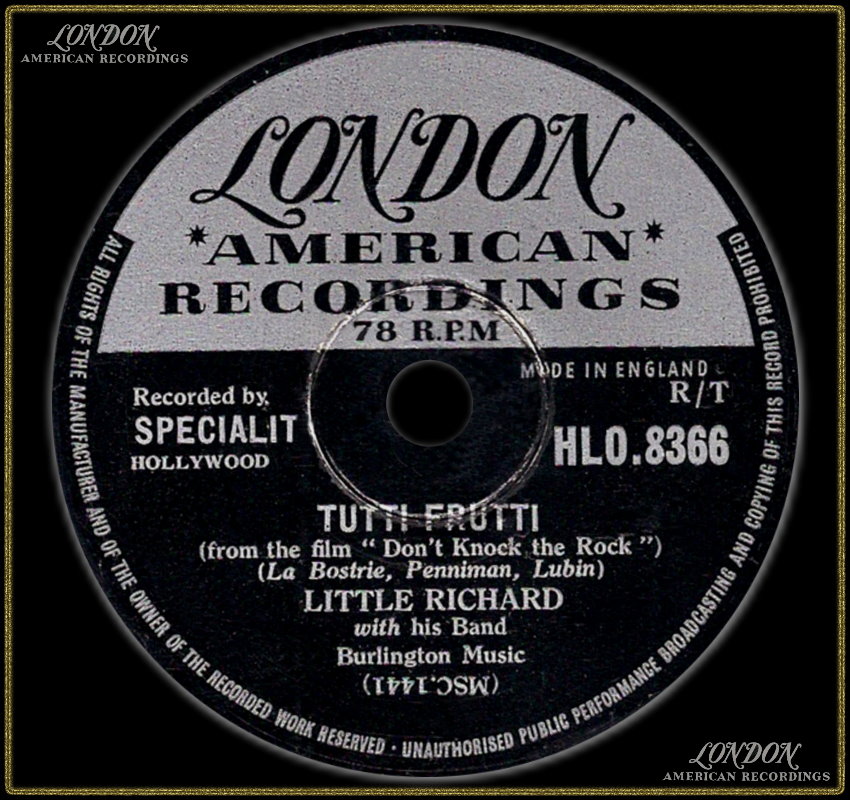 LONDON
AMERICAN RECORDINGS
LONDON
*AMERICAN*
RECORDINGS
78 R.P.M
MADE IN ENGLAND
Recorded by
SPECIALIT
HOLLYWOOD
R/T
HLO.8366
TUTTI FRUTTI
(from the film “ Don't Knock the Rock ”)
(La Bostrie, Penniman, Lubin)
LITTLE RICHARD
with his Band
Burlington Music
(MSC.1441)
ALL RIGHTS OF THE MANUFACTURER AND OF THE OWNER OF THE RECORDED WORK RESERVED · UNAUTHORISED PUBLIC PERFORMANCE BROADCASTING AND COPYING OF THIS RECORD PROHIBITED
LONDON
AMERICAN RECORDINGS